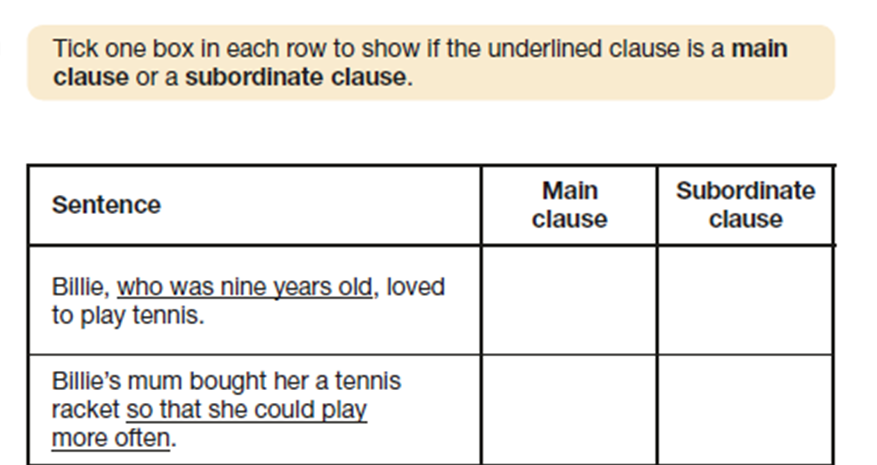 Tick one box in each row to show if the underlined clause is a main
clause or a subordinate clause.
Sentence
Main
clause
Subordinate
clause
Billie, who was nine years old, loved
to play tennis.
Billie’s mum bought her a tennis
racket so that she could play
more often.